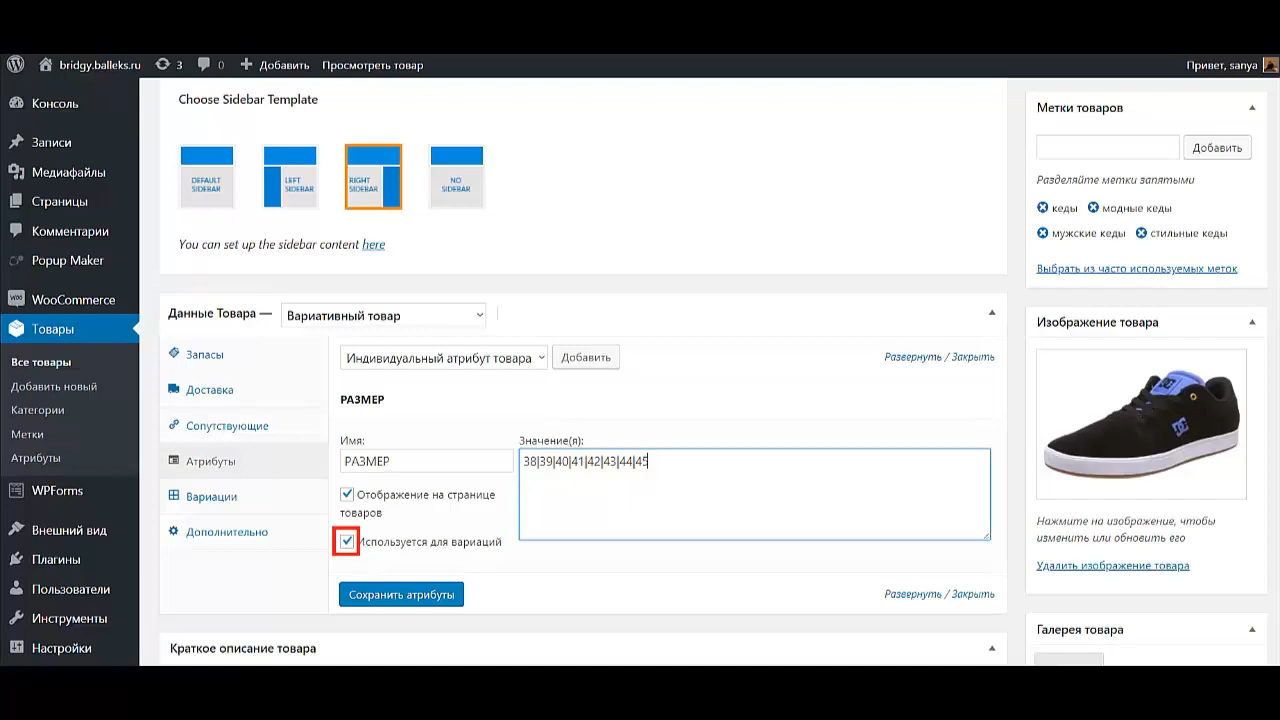 bridgy.balleks.ru
3
0
Добавить
Просмотреть товар
Привет, sanya
Консоль
Записи
Медиафайлы
Страницы
Комментарии
Popup Maker
WooCommerce
Товары
Все товары
Добавить новый
Категории
Метки
Атрибуты
WPForms
Внешний вид
Плагины
Пользователи
Инструменты
Настройки
Choose Sidebar Template
DEFAULT SIDEBAR
LEFT SIDEBAR
RIGHT SIDEBAR
NO SIDEBAR
You can set up the sidebar content here
Данные Товара —
Вариативный товар
Запасы
Доставка
Сопутствующие
Атрибуты
Вариации
Дополнительно
Индивидуальный атрибут товара
Добавить
Развернуть / Закрыть
РАЗМЕР
Имя:
Значение(я):
РАЗМЕР
38|39|40|41|42|43|44|45
Отображение на странице
товаров
Используется для вариаций
Сохранить атрибуты
Развернуть / Закрыть
Краткое описание товара
Метки товаров
Добавить
Разделяйте метки запятыми
кеды
модные кеды
мужские кеды
стильные кеды
Выбрать из часто используемых меток
Изображение товара
Нажмите на изображение, чтобы
изменить или обновить его
Удалить изображение товара
Галерея товара